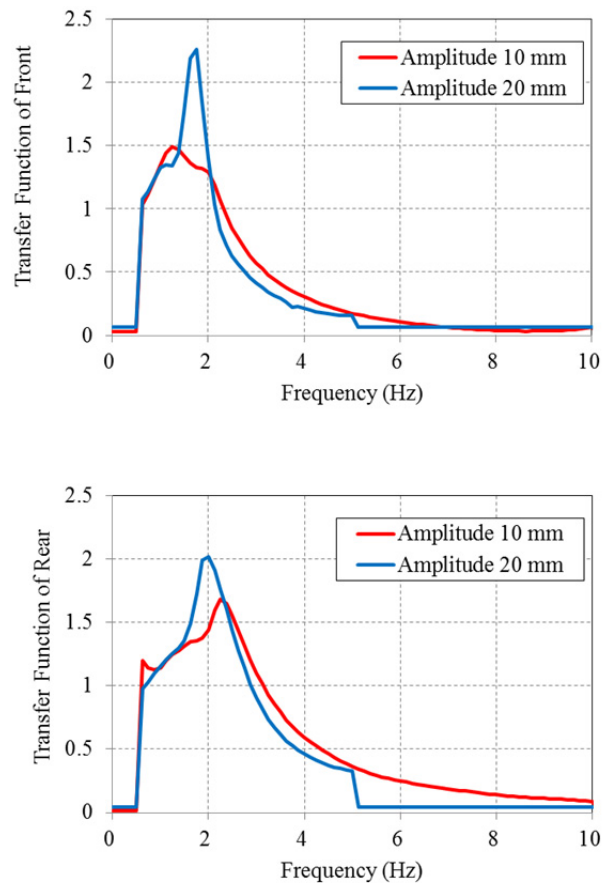 2.5
2
1.5
1
0.5
0
Transfer Function of Front
Amplitude 10 mm
Amplitude 20 mm
0 2 4 6 8 10
Frequency (Hz)
2.5
2
1.5
1
0.5
0
Transfer Function of Rear
Amplitude 10 mm
Amplitude 20 mm
0 2 4 6 8 10
Frequency (Hz)